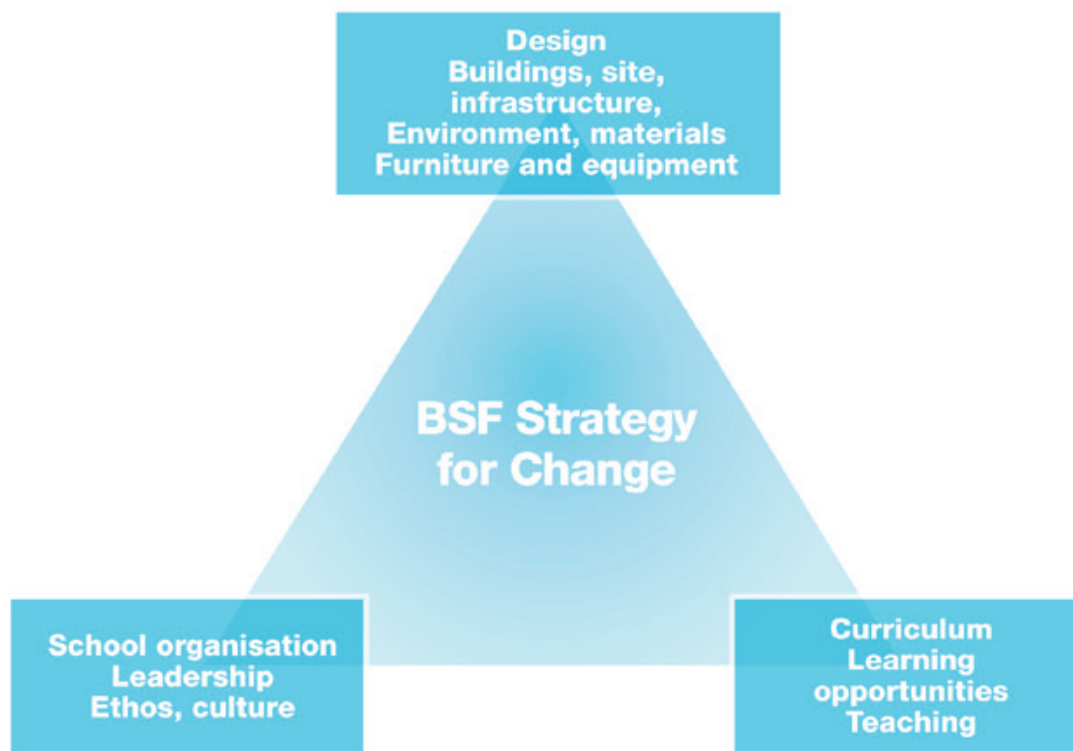 Design
Buildings, site,
infrastructure,
Environment, materials
Furniture and equipment
BSF Strategy
for Change
School organisation
Leadership
Ethos, culture
Curriculum
Learning
opportunities
Teaching